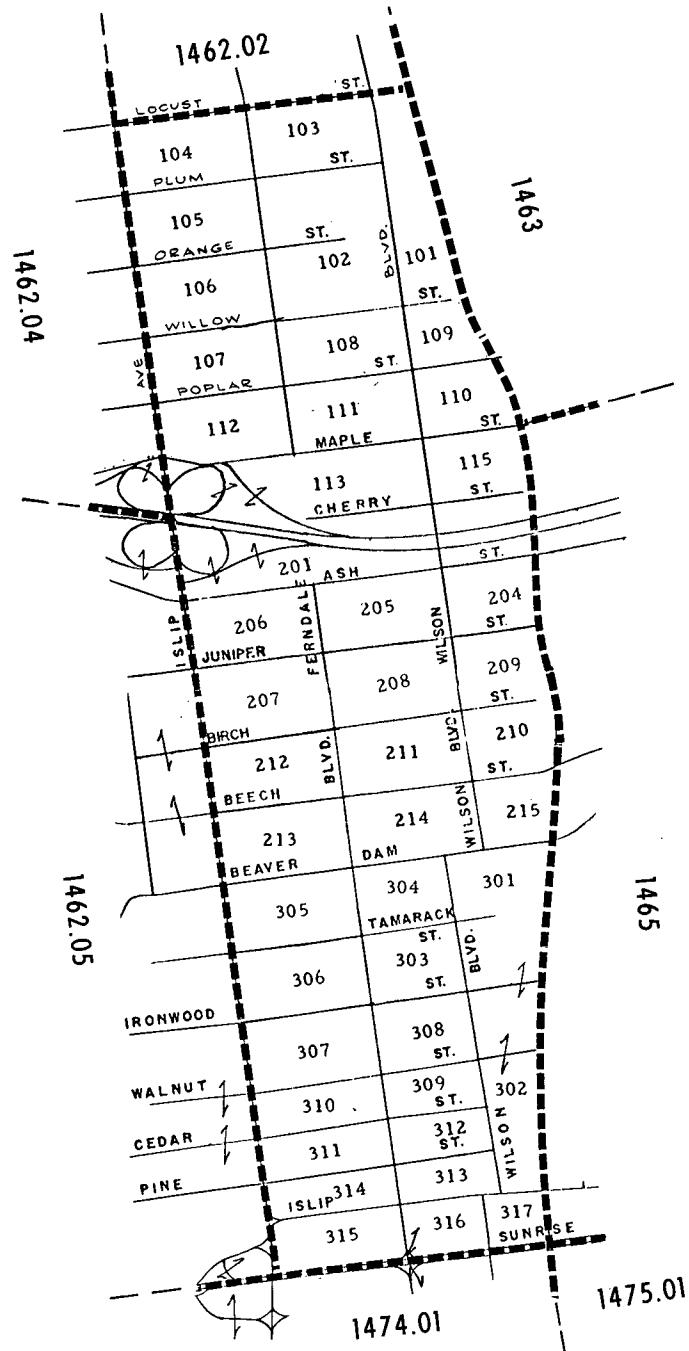 1462.02
LOCUST ST.
103
104
PLUM ST.
1463
105
ORANGE ST.
102
BLVD.
101
1462.04
106
ST.
WILLOW
109
107
108
AVE
POPLAR ST.
110
111
112
MAPLE ST.
115
113
CHERRY ST.
201
ASH ST.
FERNDALE
205
204
206
ISLIP
WILSON
ST.
JUNIPER
209
208
207
ST.
BIRCH
BLVD.
210
212
211
BLVD.
BEECH ST.
WILSON
214
215
213
BEAVER DAM
304
301
1462.05
1465
305
TAMARACK ST.
BLVD.
303
306
ST.
IRONWOOD
308
307
ST.
309
302
WALNUT
310
ST.
312
CEDAR
311
ST.
WILSON
313
PINE
ISLIP
314
317
316
315
SUNRISE
1475.01
1474.01